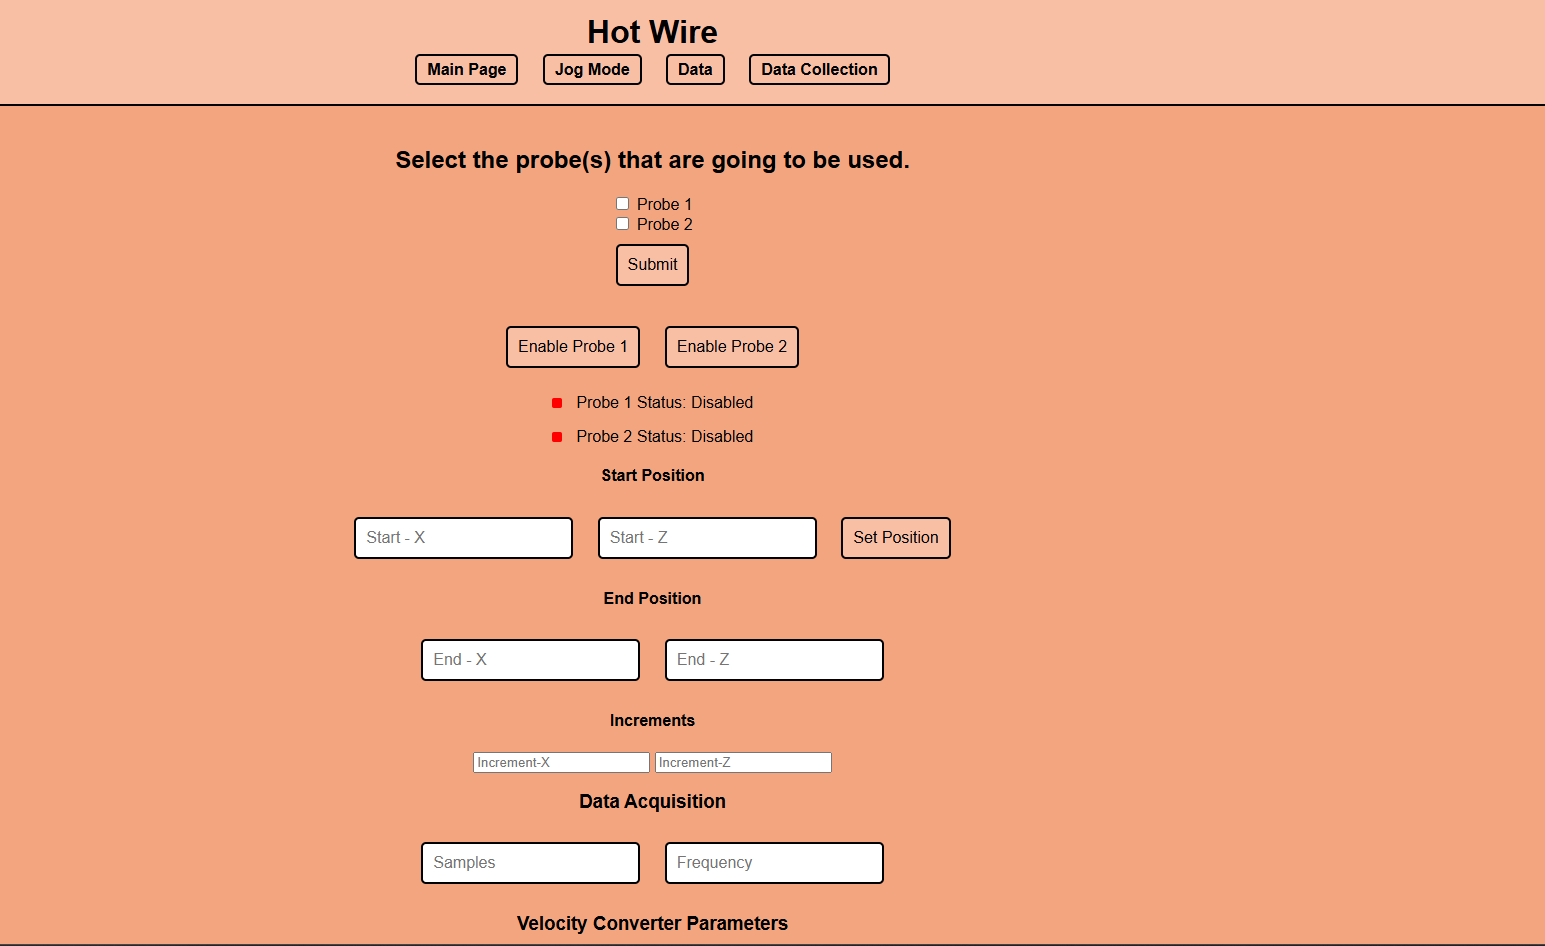 Hot Wire
Main Page Jog Mode Data Data Collection
Select the probe(s) that are going to be used.
Probe 1
Probe 2
Submit
Enable Probe 1 Enable Probe 2
Probe 1 Status: Disabled
Probe 2 Status: Disabled
Start Position
Start - X Start - Z Set Position
End Position
End - X End - Z
Increments
Increment-X Increment-Z
Data Acquisition
Samples Frequency
Velocity Converter Parameters